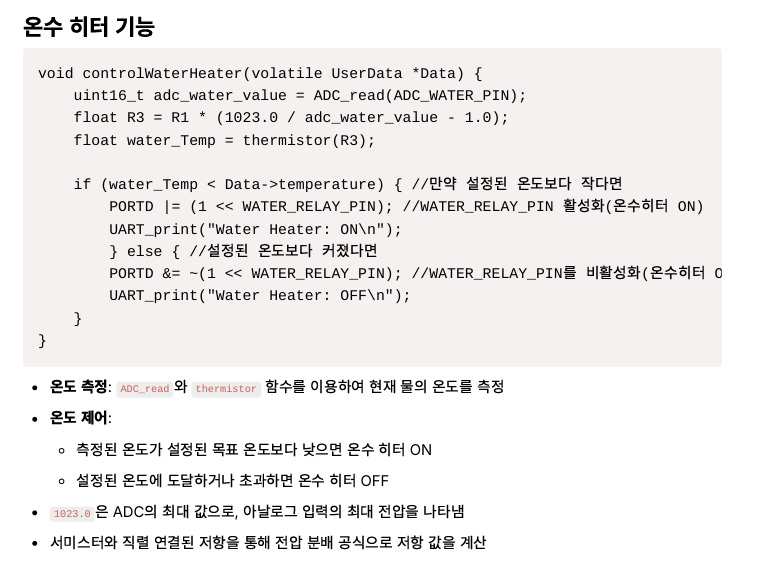 온수 히터 기능
void controlWaterHeater(volatile UserData *Data) {
    uint16_t adc_water_value = ADC_read(ADC_WATER_PIN);
    float R3 = R1 * (1023.0 / adc_water_value - 1.0);
    float water_Temp = thermistor(R3);

    if (water_Temp < Data->temperature) { //만약 설정된 온도보다 작다면
        PORTD |= (1 << WATER_RELAY_PIN); //WATER_RELAY_PIN 활성화(온수히터 ON)
        UART_print("Water Heater: ON\n");
        } else { //설정된 온도보다 커졌다면
        PORTD &= ~(1 << WATER_RELAY_PIN); //WATER_RELAY_PIN를 비활성화(온수히터 O
        UART_print("Water Heater: OFF\n");
    }
}
• 온도 측정: ADC_read와 thermistor 함수를 이용하여 현재 물의 온도를 측정
• 온도 제어:
◦ 측정된 온도가 설정된 목표 온도보다 낮으면 온수 히터 ON
◦ 설정된 온도에 도달하거나 초과하면 온수 히터 OFF
• 1023.0은 ADC의 최대 값으로, 아날로그 입력의 최대 전압을 나타냄
• 서미스터와 직렬 연결된 저항을 통해 전압 분배 공식으로 저항 값을 계산